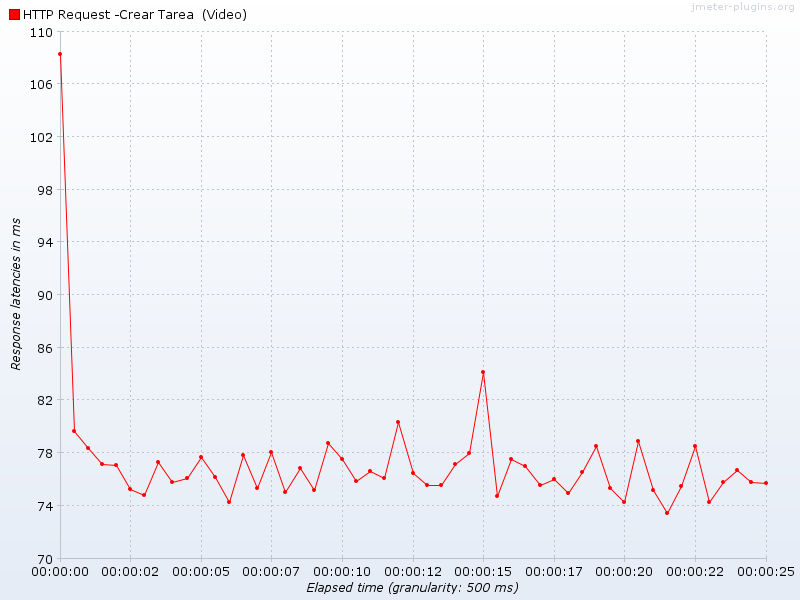 jmeter-plugins.org
HTTP Request -Crear Tarea  (Video)
110
106
102
98
94
90
86
82
78
74
70
Response latencies in ms
00:00:00 00:00:02 00:00:05 00:00:07 00:00:10 00:00:12 00:00:15 00:00:17 00:00:20 00:00:22 00:00:25
Elapsed time (granularity: 500 ms)